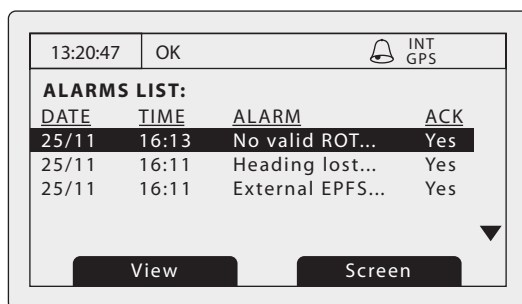 13:20:47 OK INT
GPS
ALARMS LIST:
DATE TIME ALARM ACK
25/11 16:13 No valid ROT... Yes
25/11 16:11 Heading lost... Yes
25/11 16:11 External EPFS... Yes
View Screen